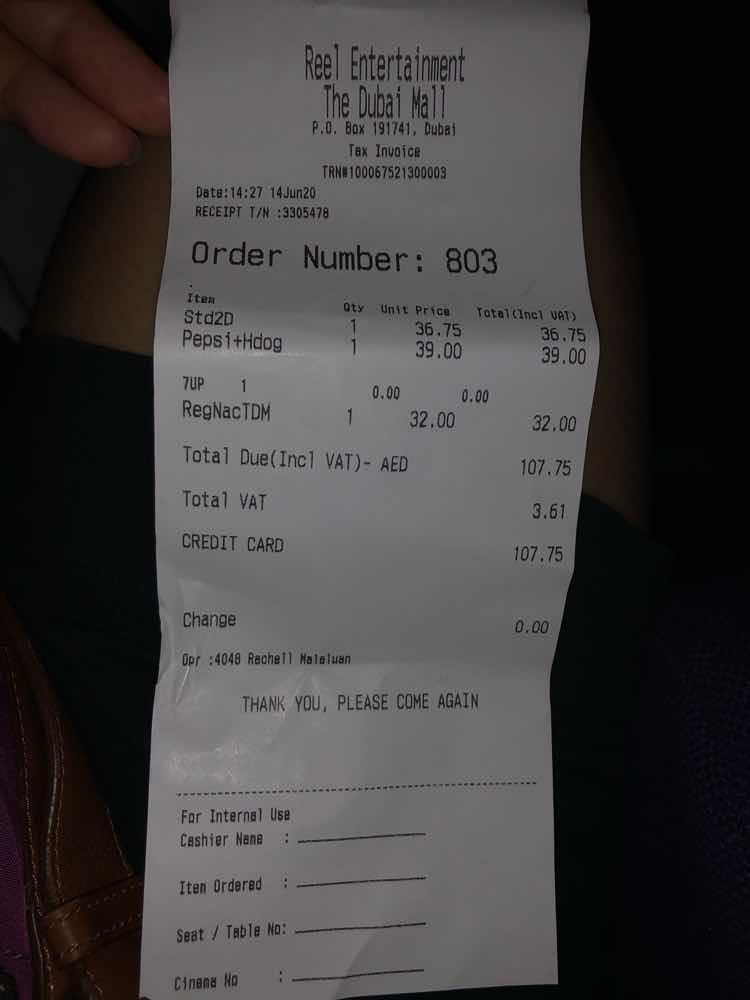 Reel Entertainment
The Dubai Mall
P.O. Box 191741, Dubai
Tax Invoice
TRN#100067521300003
Date:14:27 14Jun20
RECEIPT T/N :3305478
Order Number: 803
Item Qty Unit Price Total(Incl VAT)
Std2D 1 36.75 36.75
Pepsi+Hdog 1 39.00 39.00
7UP 1 0.00 0.00
RegNacTDM 1 32.00 32.00
Total Due(Incl VAT)- AED 107.75
Total VAT 3.61
CREDIT CARD 107.75
Change 0.00
Opr :4048 Rachell Malaluan
THANK YOU, PLEASE COME AGAIN
For Internal Use
Cashier Name :
Item Ordered :
Seat / Table No:
Cinema No :